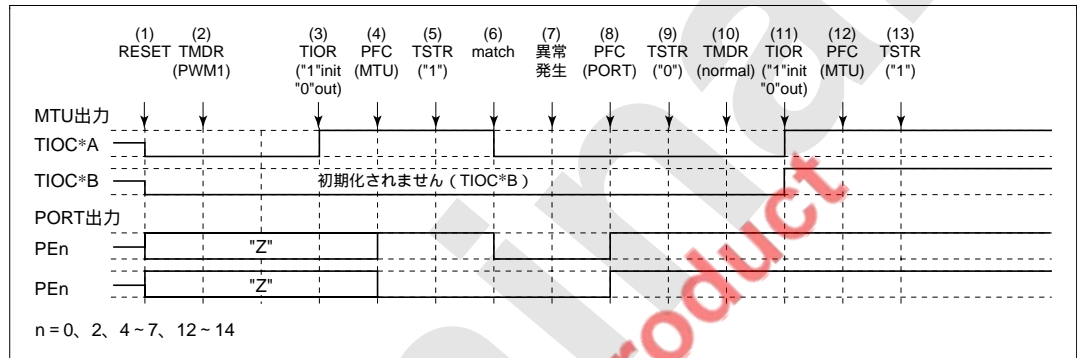 (1) (2) (3) (4) (5) (6) (7) (8) (9) (10) (11) (12) (13)
RESET TMDR TIOR PFC TSTR match 異常 PFC TSTR TMDR TIOR PFC TSTR
(PWM1) ("1"init (MTU) ("1") 発生 (PORT) ("0") (normal) ("1"init (MTU) ("1")
"0"out) "0"out)
MTU出力
TIOC*A
TIOC*B 初期化されません（TIOC*B）
PORT出力
PEn "Z"
PEn "Z"
n = 0、2、4～7、12～14
roduct